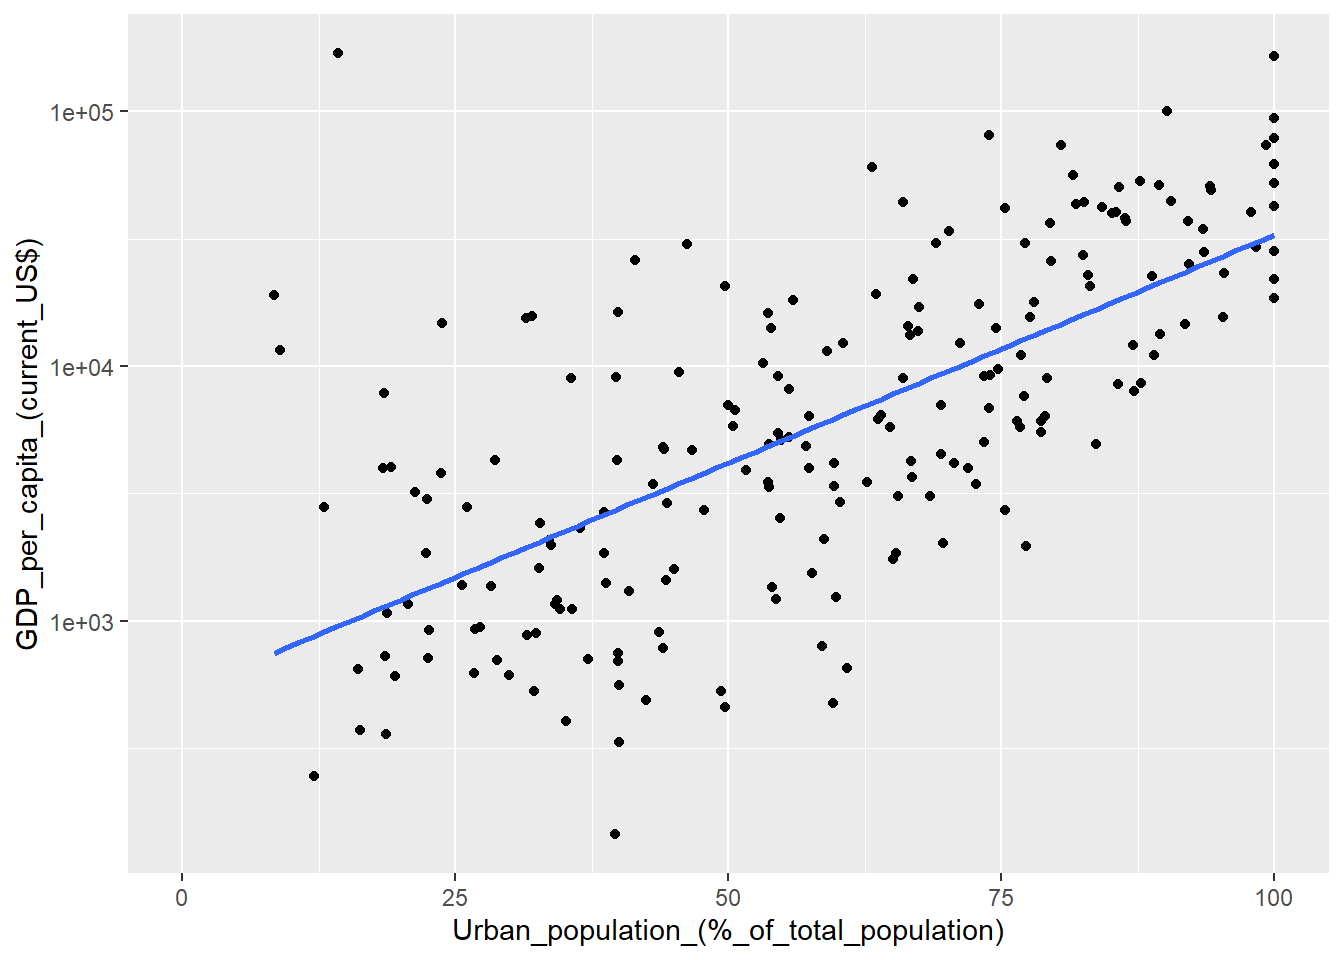 1e+05
1e+04
1e+03
GDP_per_capita_(current_US$)
0 25 50 75 100
Urban_population_(%_of_total_population)